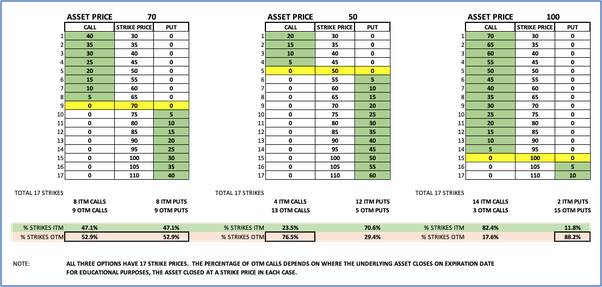 ASSET PRICE 70 ASSET PRICE 50 ASSET PRICE 100
CALL STRIKE PRICE PUT CALL STRIKE PRICE PUT CALL STRIKE PRICE PUT
1 40 30 0 1 20 30 0 1 70 30 0
2 35 35 0 2 15 35 0 2 65 35 0
3 30 40 0 3 10 40 0 3 60 40 0
4 25 45 0 4 5 45 0 4 55 45 0
5 20 50 0 5 0 50 0 5 50 50 0
6 15 55 0 6 0 55 5 6 45 55 0
7 10 60 0 7 0 60 10 7 40 60 0
8 5 65 0 8 0 65 15 8 35 65 0
9 0 70 0 9 0 70 20 9 30 70 0
10 0 75 5 10 0 75 25 10 25 75 0
11 0 80 10 11 0 80 30 11 20 80 0
12 0 85 15 12 0 85 35 12 15 85 0
13 0 90 20 13 0 90 40 13 10 90 0
14 0 95 25 14 0 95 45 14 5 95 0
15 0 100 30 15 0 100 50 15 0 100 0
16 0 105 35 16 0 105 55 16 0 105 5
17 0 110 40 17 0 110 60 17 0 110 10
TOTAL 17 STRIKES TOTAL 17 STRIKES TOTAL 17 STRIKES
8 ITM CALLS 8 ITM PUTS 4 ITM CALLS 12 ITM PUTS 14 ITM CALLS 2 ITM PUTS
9 OTM CALLS 9 OTM PUTS 13 OTM CALLS 5 OTM PUTS 3 OTM CALLS 15 OTM PUTS
% STRIKES ITM 47.1% 47.1% % STRIKES ITM 23.5% 70.6% % STRIKES ITM 82.4% 11.8%
% STRIKES OTM 52.9% 52.9% % STRIKES OTM 76.5% 29.4% % STRIKES OTM 17.6% 88.2%
NOTE: ALL THREE OPTIONS HAVE 17 STRIKE PRICES. THE PERCENTAGE OF OTM CALLS DEPENDS ON WHERE THE UNDERLYING ASSET CLOSES ON EXPIRATION DATE
FOR EDUCATIONAL PURPOSES, THE ASSET CLOSED AT A STRIKE PRICE IN EACH CASE.